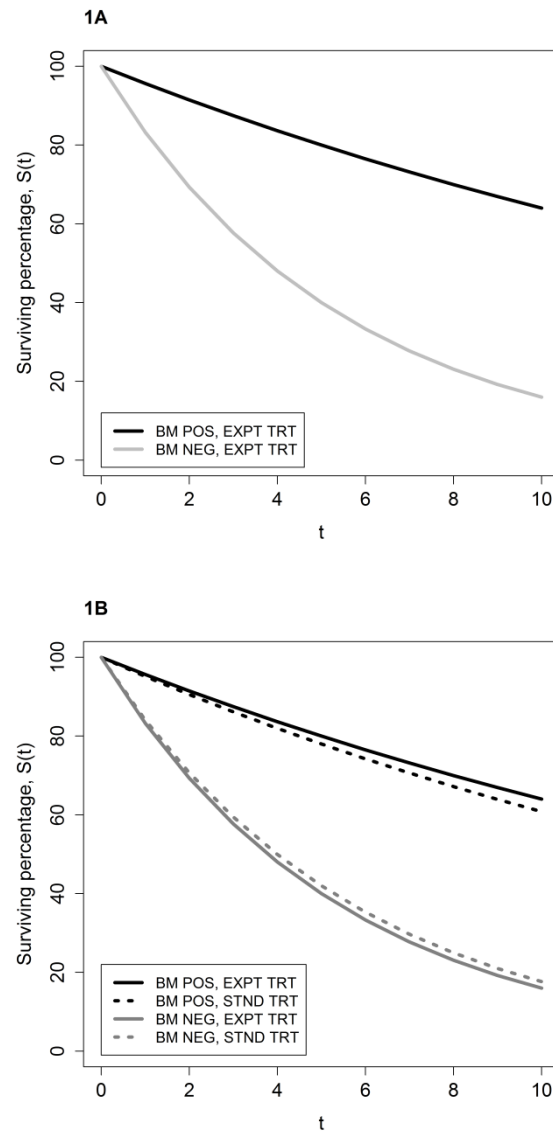 1A
Surviving percentage, S(t)
100
80
60
40
20
0
BM POS, EXPT TRT
BM NEG, EXPT TRT
0 2 4 6 8 10
t
1B
Surviving percentage, S(t)
100
80
60
40
20
0
BM POS, EXPT TRT
BM POS, STND TRT
BM NEG, EXPT TRT
BM NEG, STND TRT
0 2 4 6 8 10
t